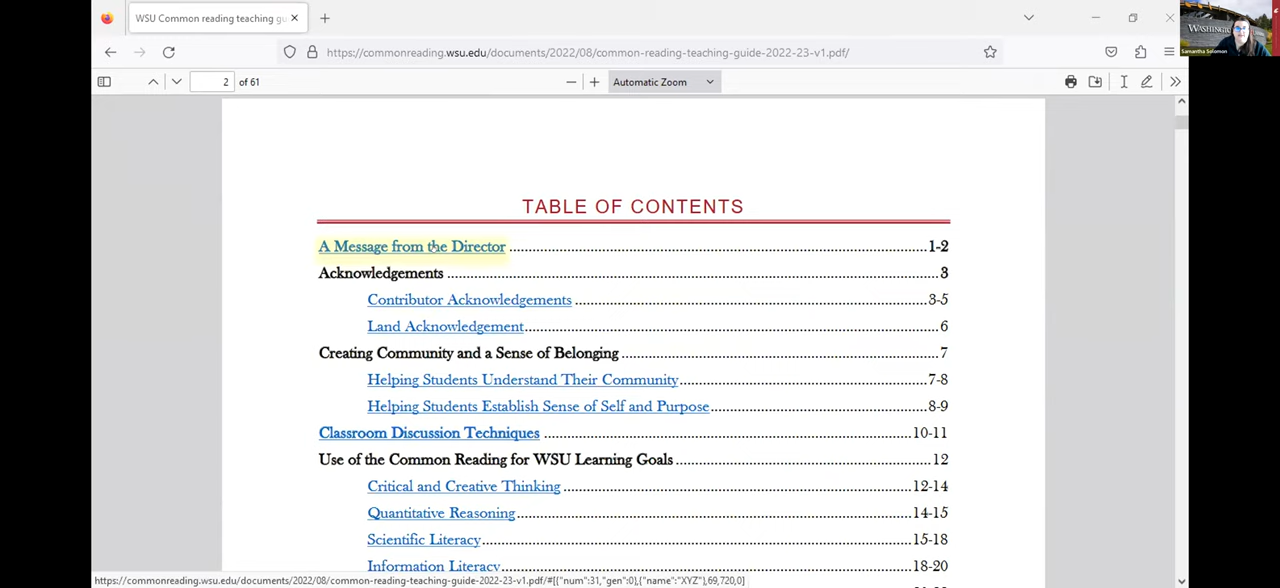 WSU Common reading teaching gu
https://commonreading.wsu.edu/documents/2022/08/common-reading-teaching-guide-2022-23-v1.pdf/
WASHINGT
Samantha Solomon
2 of 61
Automatic Zoom
TABLE OF CONTENTS
A Message from the Director 1-2
Acknowledgements 3
Contributor Acknowledgements 3-5
Land Acknowledgement 6
Creating Community and a Sense of Belonging 7
Helping Students Understand Their Community 7-8
Helping Students Establish Sense of Self and Purpose 8-9
Classroom Discussion Techniques 10-11
Use of the Common Reading for WSU Learning Goals 12
Critical and Creative Thinking 12-14
Quantitative Reasoning 14-15
Scientific Literacy 15-18
Information Literacy 18-20
https://commonreading.wsu.edu/documents/2022/08/common-reading-teaching-guide-2022-23-v1.pdf/#[{"num":31,"gen":0},{"name":"XYZ"},69,720,0]